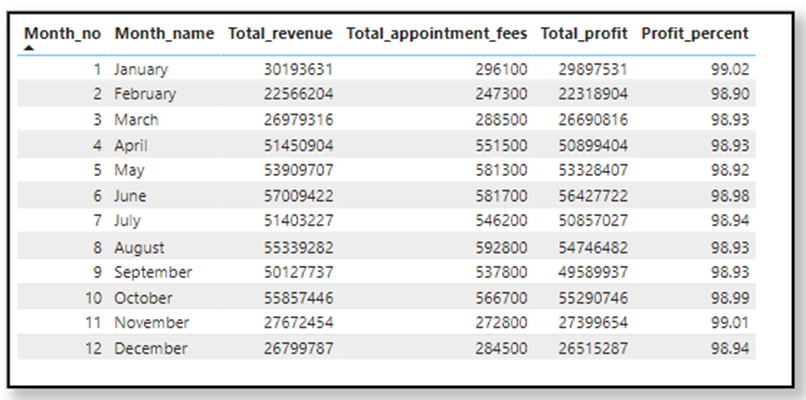 Month_no Month_name Total_revenue Total_appointment_fees Total_profit Profit_percent
1 January 30193631 296100 29897531 99.02
2 February 22566204 247300 22318904 98.90
3 March 26979316 288500 26690816 98.93
4 April 51450904 551500 50899404 98.93
5 May 53909707 581300 53328407 98.92
6 June 57009422 581700 56427722 98.98
7 July 51403227 546200 50857027 98.94
8 August 55339282 592800 54746482 98.93
9 September 50127737 537800 49589937 98.93
10 October 55857446 566700 55290746 98.99
11 November 27672454 272800 27399654 99.01
12 December 26799787 284500 26515287 98.94